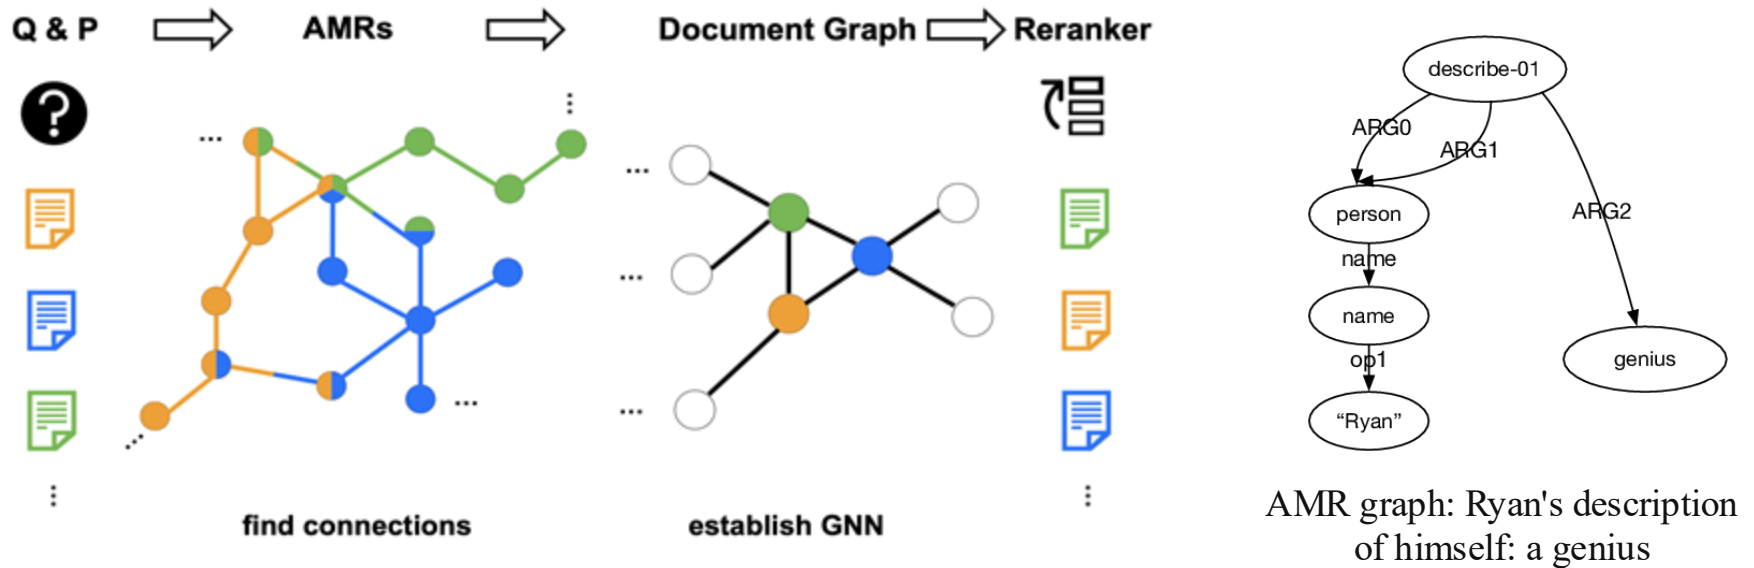 Q & P
AMRs
Document Graph
Reranker
?
...
...
...
...
...
...
...
...
...
...
find connections
establish GNN
describe-01
ARG0
ARG1
ARG2
person
name
name
op1
genius
“Ryan”
AMR graph: Ryan's description
of himself: a genius